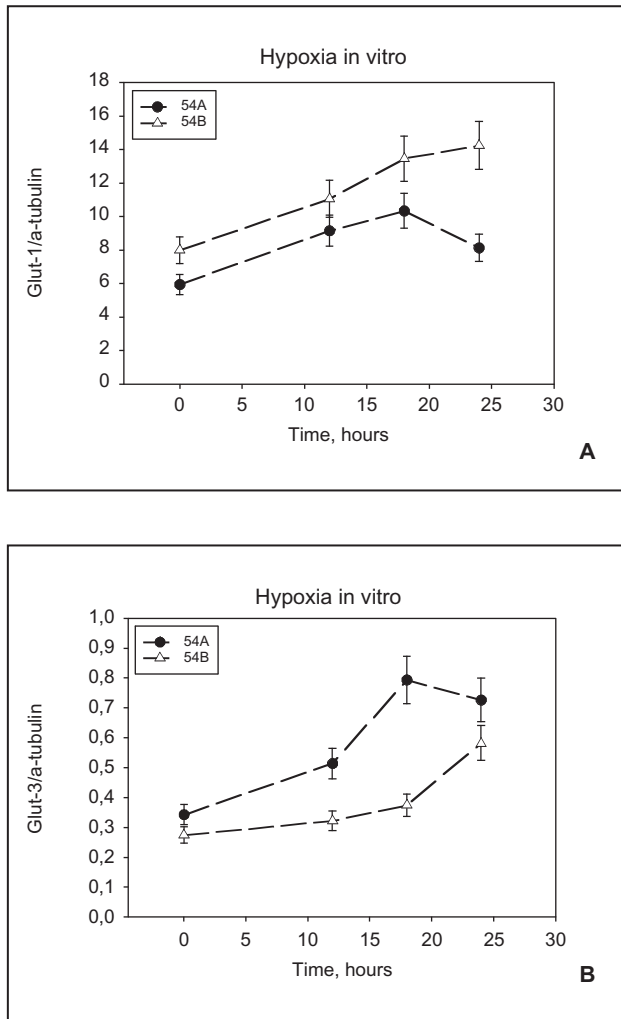 Hypoxia in vitro
18
16
14
12
10
8
6
4
2
0
54A
54B
Glut-1/a-tubulin
0 5 10 15 20 25 30
Time, hours
A
Hypoxia in vitro
1,0
0,9
0,8
0,7
0,6
0,5
0,4
0,3
0,2
0,1
0,0
54A
54B
Glut-3/a-tubulin
0 5 10 15 20 25 30
Time, hours
B